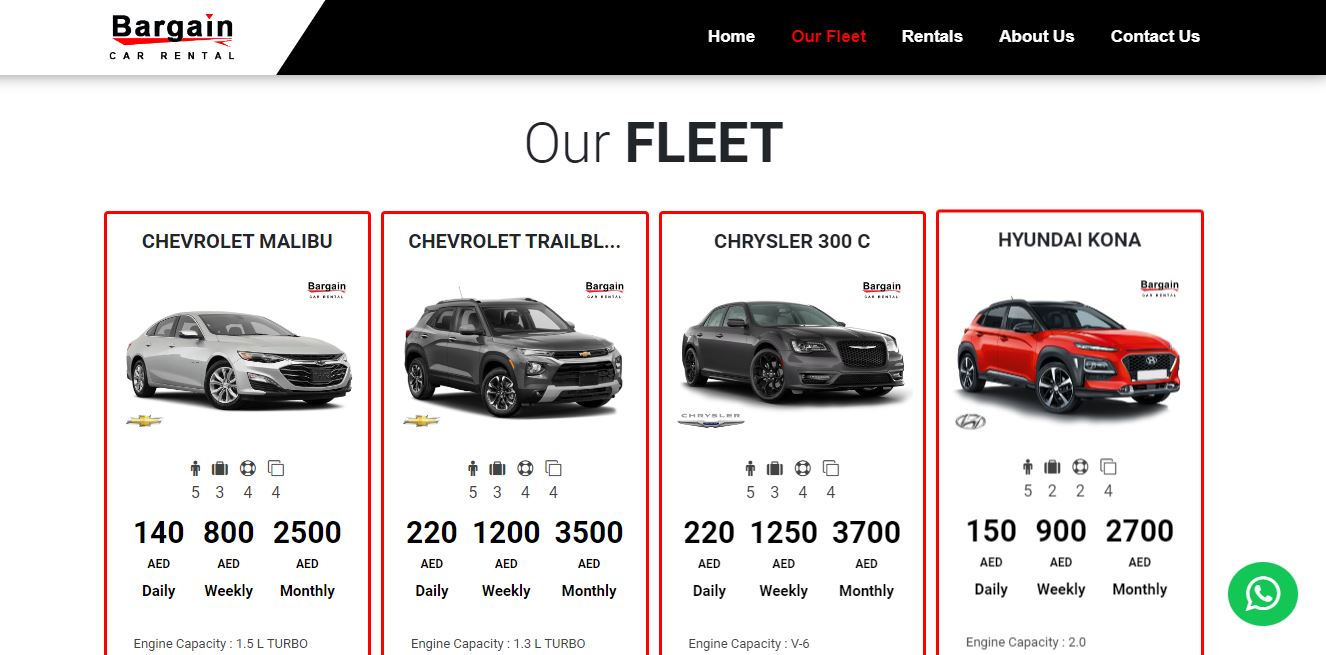 Bargain
CAR RENTAL
Home
Our Fleet
Rentals
About Us
Contact Us
Our FLEET
CHEVROLET MALIBU
Bargain
CAR RENTAL
5 3 4 4
140 800 2500
AED AED AED
Daily Weekly Monthly
Engine Capacity : 1.5 L TURBO
CHEVROLET TRAILBL...
Bargain
CAR RENTAL
5 3 4 4
220 1200 3500
AED AED AED
Daily Weekly Monthly
Engine Capacity : 1.3 L TURBO
CHRYSLER 300 C
Bargain
CAR RENTAL
CHRYSLER
5 3 4 4
220 1250 3700
AED AED AED
Daily Weekly Monthly
Engine Capacity : V-6
HYUNDAI KONA
Bargain
CAR RENTAL
5 2 2 4
150 900 2700
AED AED AED
Daily Weekly Monthly
Engine Capacity : 2.0